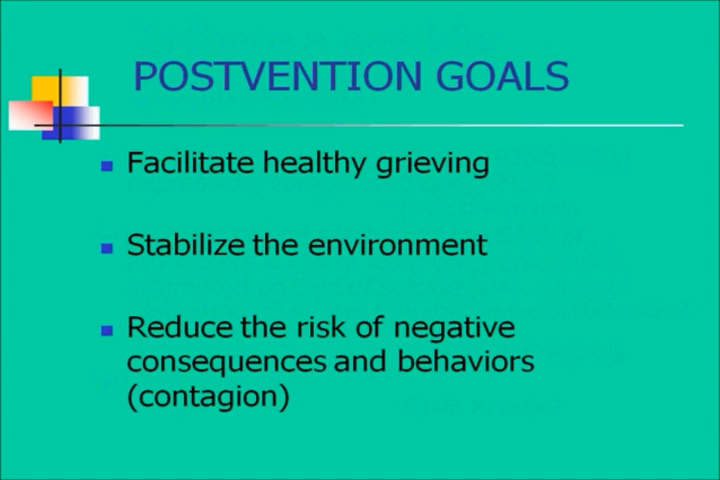 POSTVENTION GOALS
Facilitate healthy grieving
Stabilize the environment
Reduce the risk of negative
consequences and behaviors
(contagion)